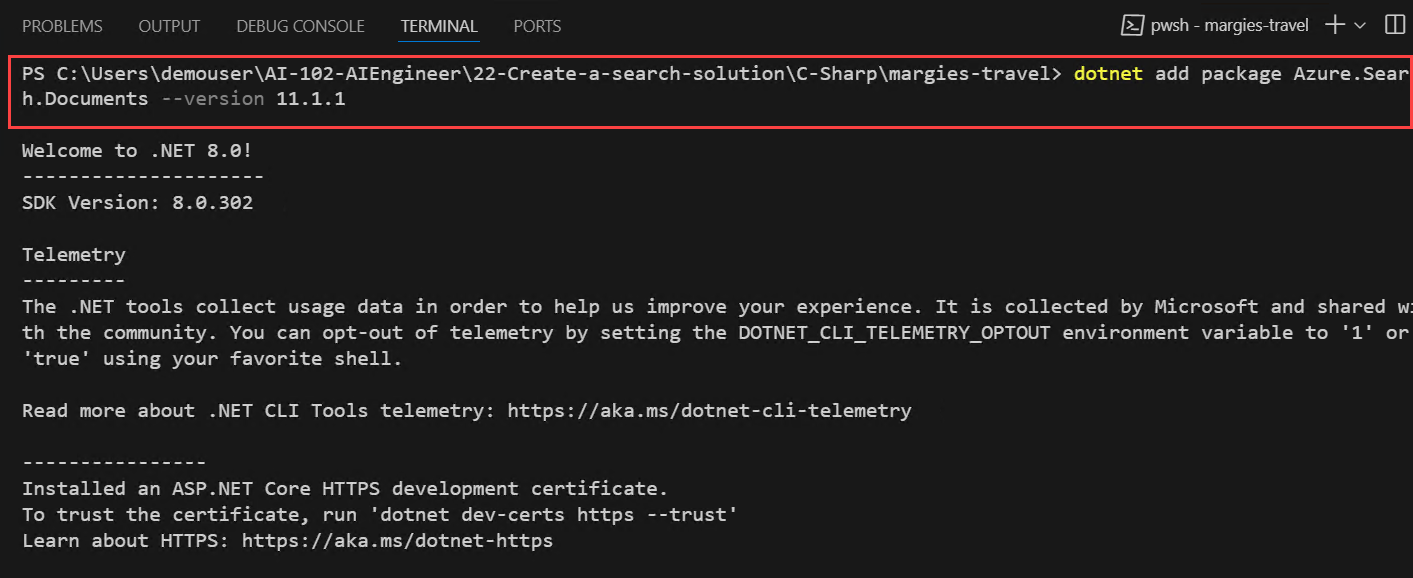 PROBLEMS OUTPUT DEBUG CONSOLE TERMINAL PORTS pwsh - margies-travel
PS C:\Users\demouser\AI-102-AIEngineer\22-Create-a-search-solution\C-Sharp\margies-travel> dotnet add package Azure.Sear
h.Documents --version 11.1.1
Welcome to .NET 8.0!
---------------------
SDK Version: 8.0.302
Telemetry
---------
The .NET tools collect usage data in order to help us improve your experience. It is collected by Microsoft and shared wi
th the community. You can opt-out of telemetry by setting the DOTNET_CLI_TELEMETRY_OPTOUT environment variable to '1' or
'true' using your favorite shell.
Read more about .NET CLI Tools telemetry: https://aka.ms/dotnet-cli-telemetry
----------------
Installed an ASP.NET Core HTTPS development certificate.
To trust the certificate, run 'dotnet dev-certs https --trust'
Learn about HTTPS: https://aka.ms/dotnet-https